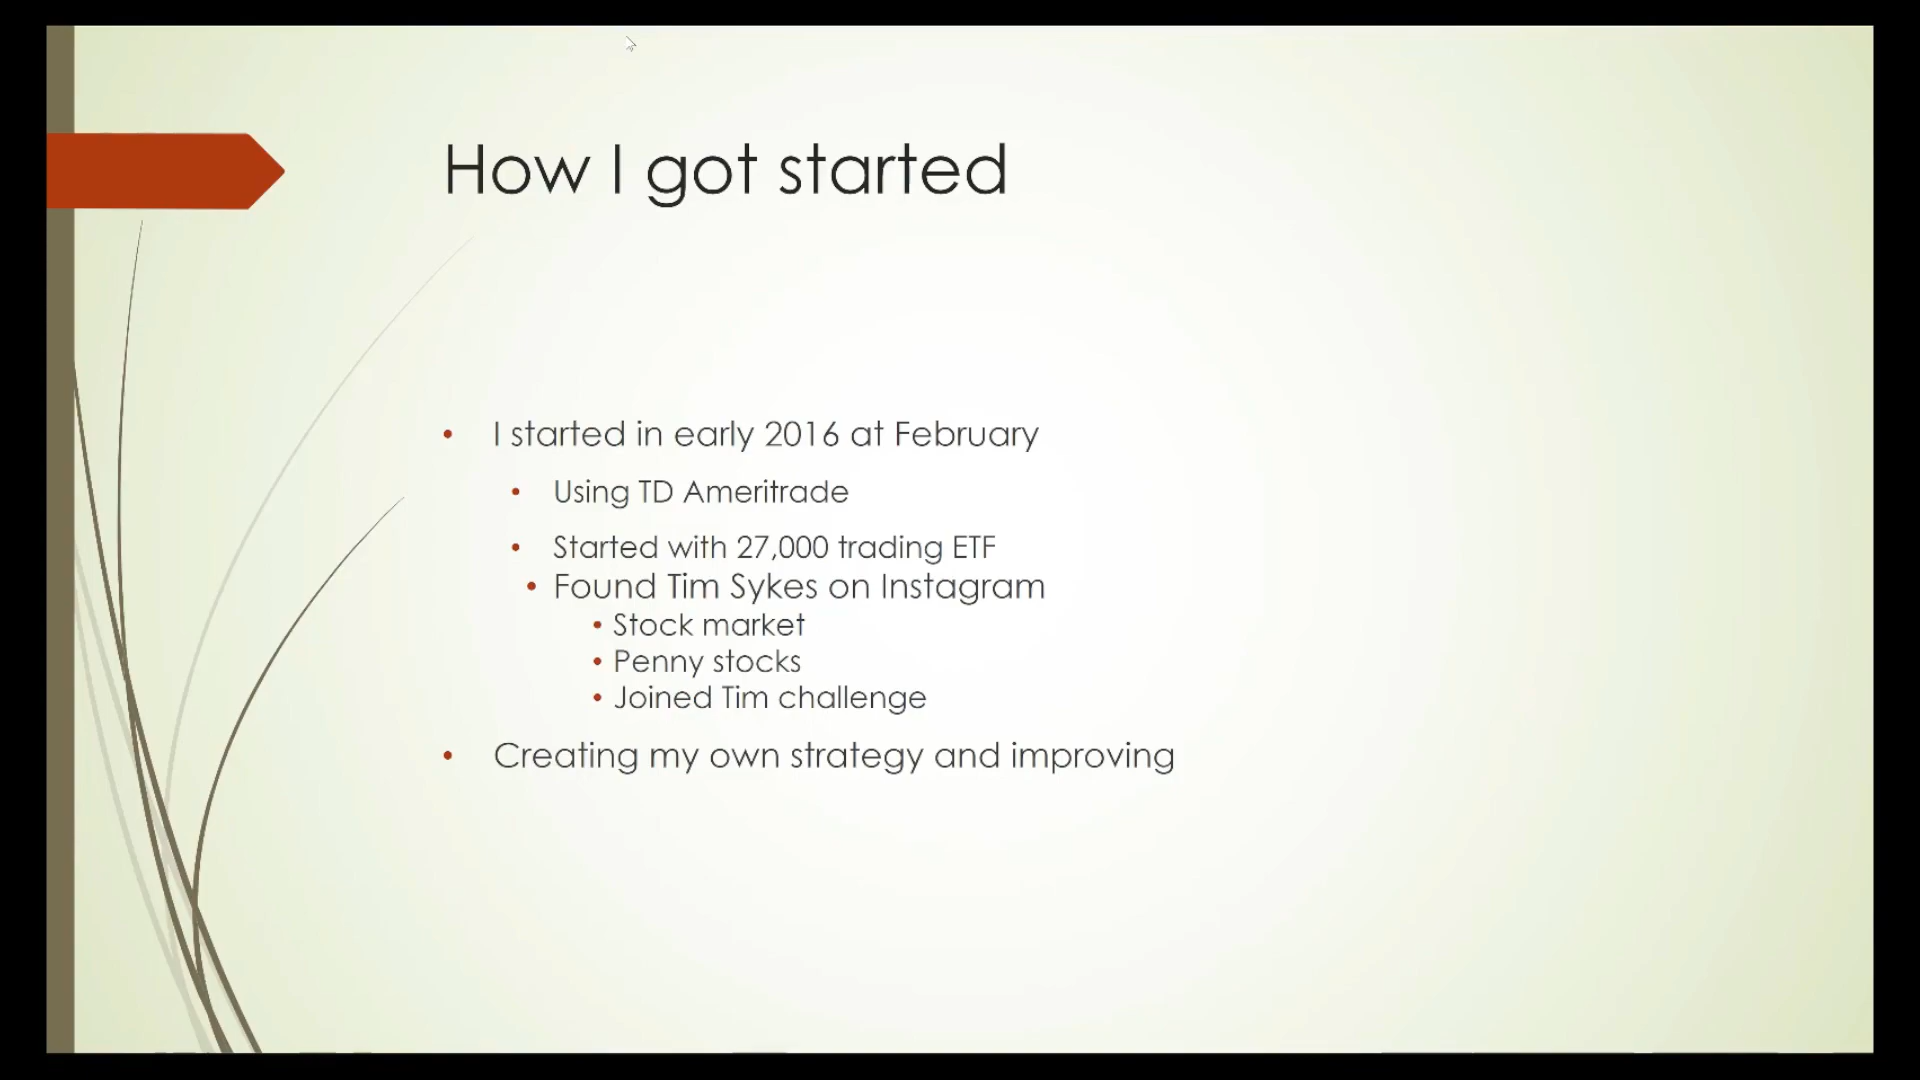 How I got started
• I started in early 2016 at February
• Using TD Ameritrade
• Started with 27,000 trading ETF
• Found Tim Sykes on Instagram
• Stock market
• Penny stocks
• Joined Tim challenge
• Creating my own strategy and improving